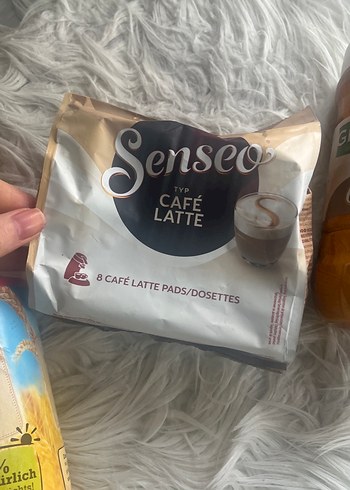 Senseo
TYP
CAFÉ
LATTE
8 CAFÉ LATTE PADS/DOSETTES
%